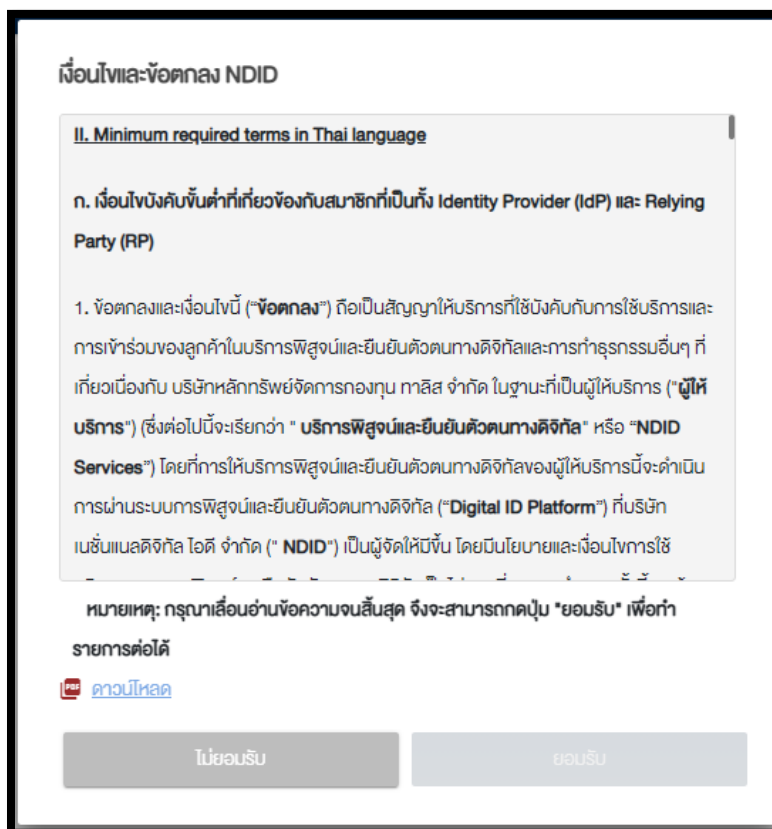 เงื่อนไขและข้อตกลง NDID
II. Minimum required terms in Thai language
ก. เงื่อนไขบังคับขั้นต่ำที่เกี่ยวข้องกับสมาชิกที่เป็นทั้ง Identity Provider (IdP) และ Relying
Party (RP)
1. ข้อตกลงและเงื่อนไขนี้ (“ข้อตกลง”) ถือเป็นสัญญาให้บริการที่ใช้บังคับกับการใช้บริการและ
การเข้าร่วมของลูกค้าในบริการพิสูจน์และยืนยันตัวตนทางดิจิทัลและการทำธุรกรรมอื่นๆ ที่
เกี่ยวเนื่องกับ บริษัทหลักทรัพย์จัดการกองทุน ทาลิส จำกัด ในฐานะที่เป็นผู้ให้บริการ ("ผู้ให้
บริการ") (ซึ่งต่อไปนี้จะเรียกว่า " บริการพิสูจน์และยืนยันตัวตนทางดิจิทัล" หรือ “NDID
Services”) โดยที่การให้บริการพิสูจน์และยืนยันตัวตนทางดิจิทัลของผู้ให้บริการนี้จะดำเนิน
การผ่านระบบการพิสูจน์และยืนยันตัวตนทางดิจิทัล (“Digital ID Platform”) ที่บริษัท
เนชั่นแนลดิจิทัล ไอดี จำกัด (" NDID") เป็นผู้จัดให้มีขึ้น โดยมีนโยบายและเงื่อนไขการใช้
หมายเหตุ: กรุณาเลื่อนอ่านข้อความจนสิ้นสุด จึงจะสามารถกดปุ่ม "ยอมรับ" เพื่อทำ
รายการต่อได้
PDF ดาวน์โหลด
ไม่ยอมรับ
ยอมรับ